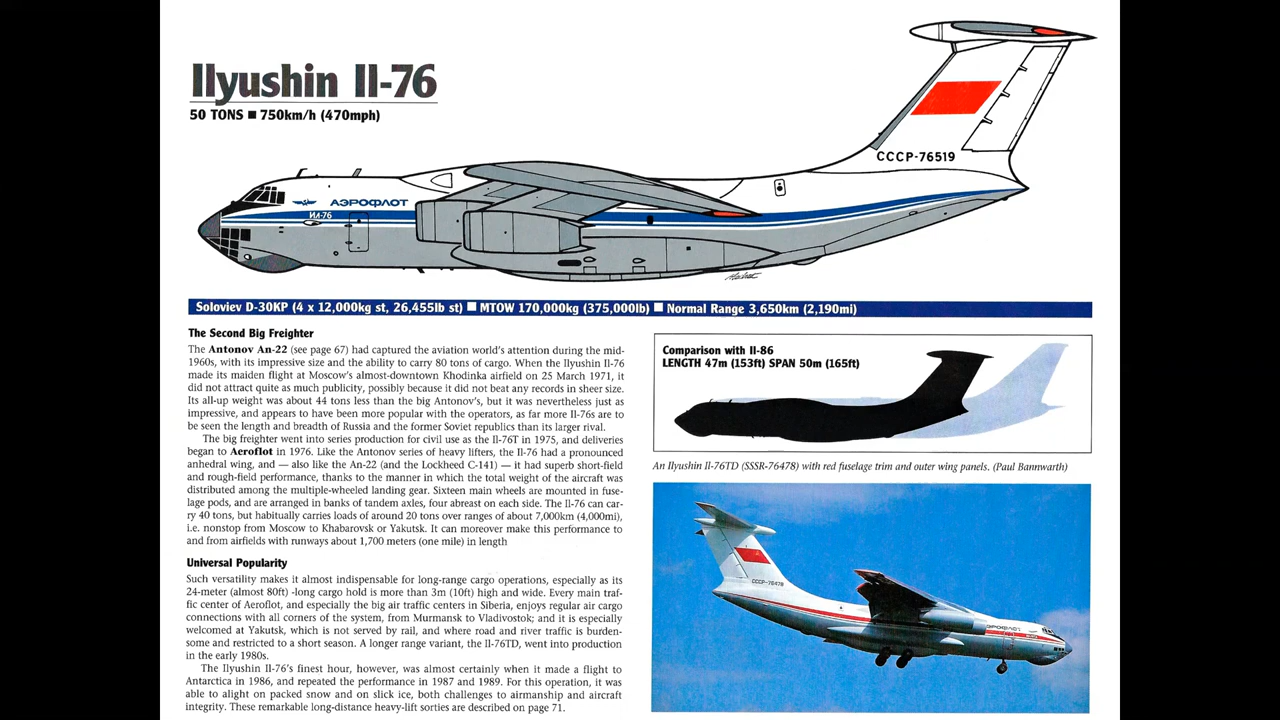 Ilyushin Il-76
50 TONS ■ 750km/h (470mph)
СССР-76519
АЭРОФЛОТ
ИЛ-76
Soloviev D-30KP (4 x 12,000kg st, 26,455lb st) ■ MTOW 170,000kg (375,000lb) ■ Normal Range 3,650km (2,190mi)
The Second Big Freighter
The Antonov An-22 (see page 67) had captured the aviation world's attention during the mid-
1960s, with its impressive size and the ability to carry 80 tons of cargo. When the Ilyushin Il-76
made its maiden flight at Moscow's almost-downtown Khodinka airfield on 25 March 1971, it
did not attract quite as much publicity, possibly because it did not beat any records in sheer size.
Its all-up weight was about 44 tons less than the big Antonov's, but it was nevertheless just as
impressive, and appears to have been more popular with the operators, as far more Il-76s are to
be seen the length and breadth of Russia and the former Soviet republics than its larger rival.
The big freighter went into series production for civil use as the Il-76T in 1975, and deliveries
began to Aeroflot in 1976. Like the Antonov series of heavy lifters, the Il-76 had a pronounced
anhedral wing, and — also like the An-22 (and the Lockheed C-141) — it had superb short-field
and rough-field performance, thanks to the manner in which the total weight of the aircraft was
distributed among the multiple-wheeled landing gear. Sixteen main wheels are mounted in fuse-
lage pods, and are arranged in banks of tandem axles, four abreast on each side. The Il-76 can car-
ry 40 tons, but habitually carries loads of around 20 tons over ranges of about 7,000km (4,000mi),
i.e. nonstop from Moscow to Khabarovsk or Yakutsk. It can moreover make this performance to
and from airfields with runways about 1,700 meters (one mile) in length
Universal Popularity
Such versatility makes it almost indispensable for long-range cargo operations, especially as its
24-meter (almost 80ft) -long cargo hold is more than 3m (10ft) high and wide. Every main traf-
fic center of Aeroflot, and especially the big air traffic centers in Siberia, enjoys regular air cargo
connections with all corners of the system, from Murmansk to Vladivostok; and it is especially
welcomed at Yakutsk, which is not served by rail, and where road and river traffic is burden-
some and restricted to a short season. A longer range variant, the Il-76TD, went into production
in the early 1980s.
The Ilyushin Il-76's finest hour, however, was almost certainly when it made a flight to
Antarctica in 1986, and repeated the performance in 1987 and 1989. For this operation, it was
able to alight on packed snow and on slick ice, both challenges to airmanship and aircraft
integrity. These remarkable long-distance heavy-lift sorties are described on page 71.
Comparison with Il-86
LENGTH 47m (153ft) SPAN 50m (165ft)
An Ilyushin Il-76TD (SSSR-76478) with red fuselage trim and outer wing panels. (Paul Bannwarth)
СССР-76478
АЭРОФЛОТ